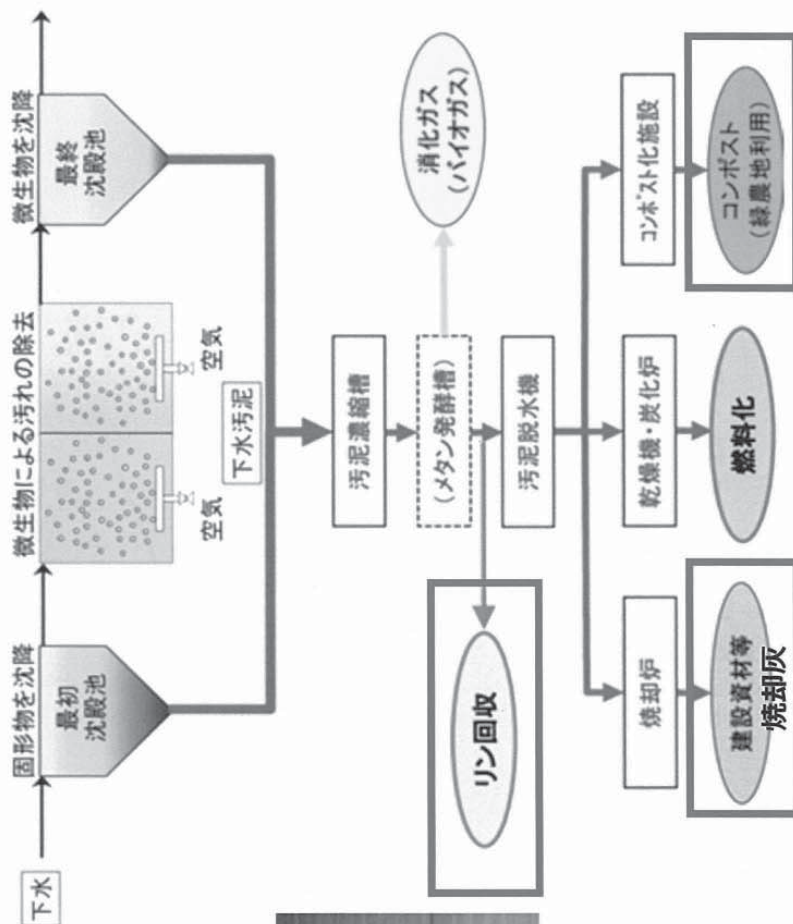 下水
固形物を沈降
微生物による汚れの除去
微生物を沈降
最初
沈殿池
空気
空気
最終
沈殿池
下水汚泥
汚泥濃縮槽
(メタン発酵槽)
消化ガス
(バイオガス)
リン回収
汚泥脱水機
焼却炉
乾燥機・炭化炉
コンポスト化施設
建設資材等
焼却灰
燃料化
コンポスト
(緑農地利用)